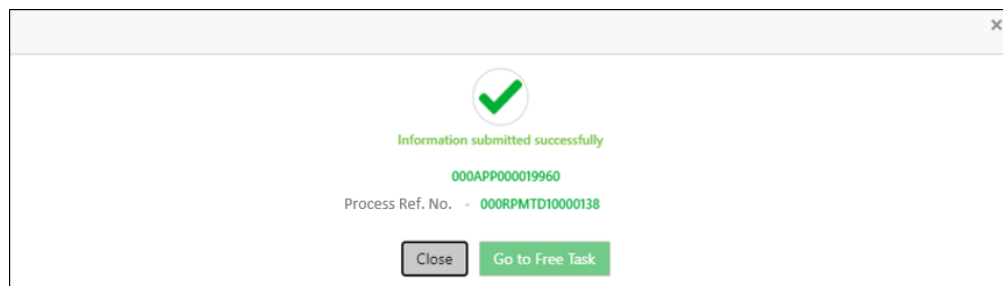 ×
Information submitted successfully
000APP000019960
Process Ref. No. - 000RPMTD10000138
Close Go to Free Task